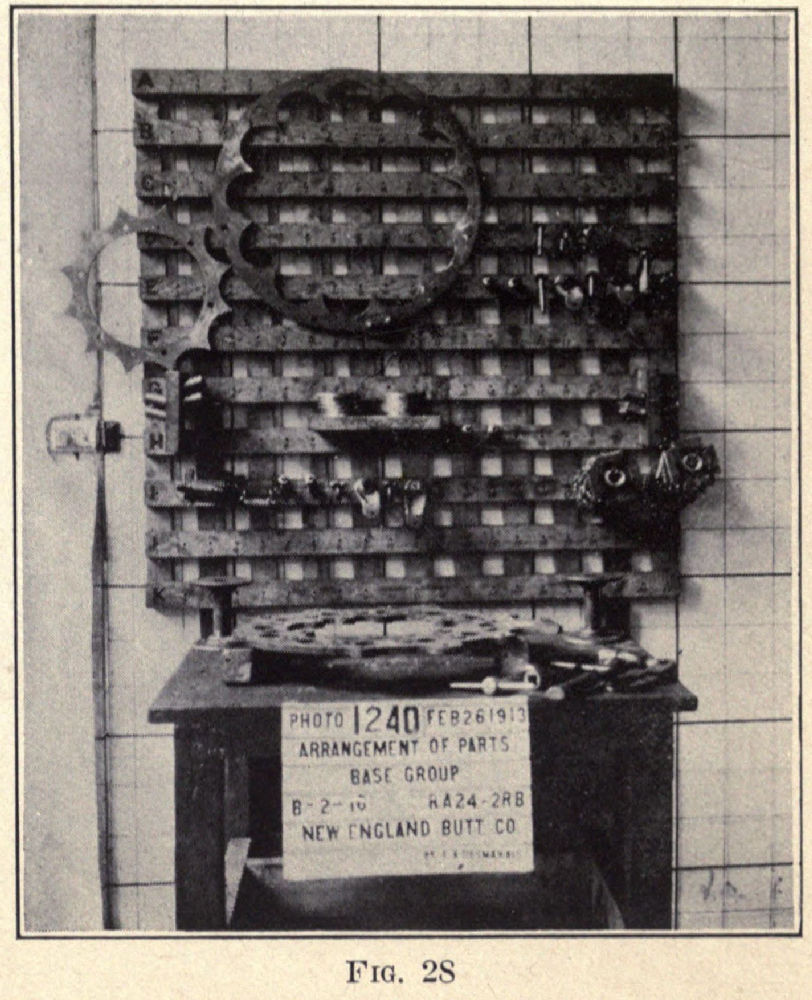 A
B
C
E
F
H
K
PHOTO 1240 FEB 26 1913
ARRANGEMENT OF PARTS
BASE GROUP
B-2-16 RA24-2RB
NEW ENGLAND BUTT CO
FIG. 28